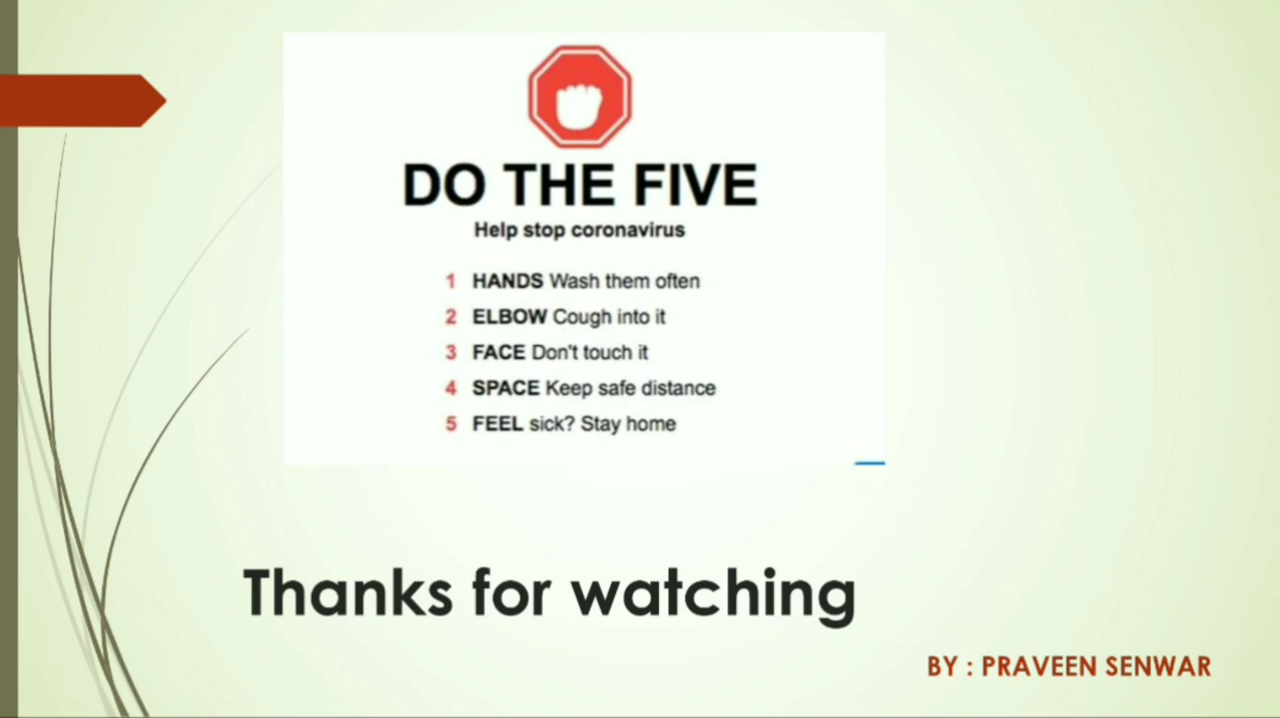 DO THE FIVE
Help stop coronavirus
1 HANDS Wash them often
2 ELBOW Cough into it
3 FACE Don't touch it
4 SPACE Keep safe distance
5 FEEL sick? Stay home
Thanks for watching
BY : PRAVEEN SENWAR